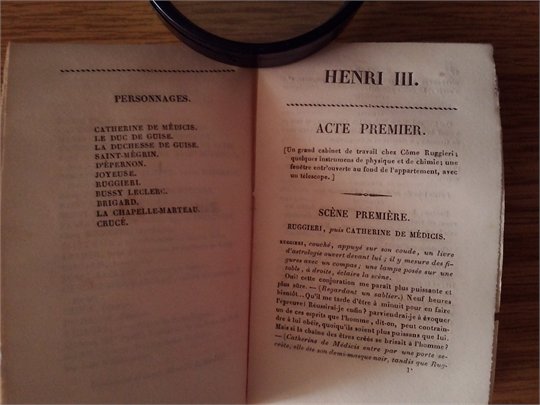 PERSONNAGES.
CATHERINE DE MÉDICIS.
LE DUC DE GUISE.
LA DUCHESSE DE GUISE.
SAINT-MÉGRIN.
D'ÉPERNON.
JOYEUSE.
RUGGIERI.
BUSSY LECLERC.
BRIGARD.
LA CHAPELLE-MARTEAU.
CRUCÉ.
HENRI III.
ACTE PREMIER.
[Un grand cabinet de travail chez Côme Ruggieri;
quelques instrumens de physique et de chimie; une
fenêtre entr'ouverte au fond de l'appartement, avec
un télescope.]
SCÈNE PREMIÈRE.
RUGGIERI, puis CATHERINE DE MÉDICIS.
RUGGIERI, couché, appuyé sur son coude, un livre
d'astrologie ouvert devant lui; il y mesure des fi-
gures avec un compas; une lampe posée sur une
table, à droite, éclaire la scène.
Oui! cette conjuration me paraît plus puissante et
plus sûre. — (Regardant un sablier.) Neuf heures
bientôt... Qu'il me tarde d'être à minuit pour en faire
l'épreuve! Réussirai-je enfin? parviendrai-je à évoquer
un de ces esprits que l'homme, dit-on, peut contrain-
dre à lui obéir, quoiqu'ils soient plus puissans que lui.
Mais si la chaîne des êtres créés se brisait à l'homme?
— (Catherine de Médicis entre par une porte se-
crète, elle ôte son demi-masque noir, tandis que Rug-
1*